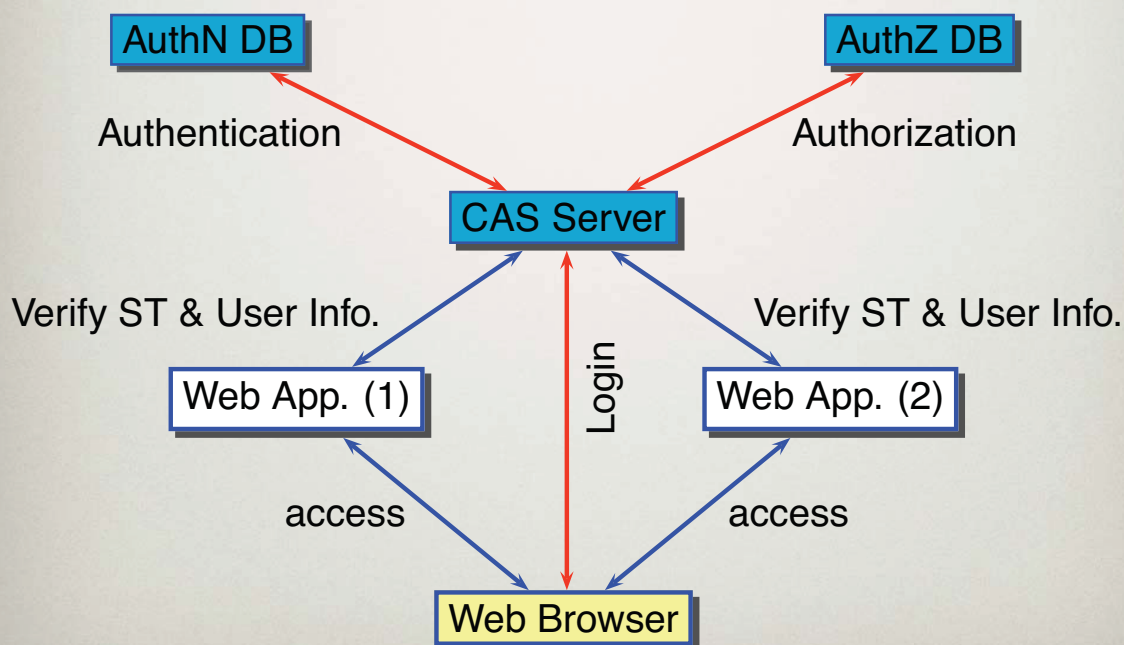 AuthN DB
AuthZ DB
Authentication
Authorization
CAS Server
Verify ST & User Info.
Verify ST & User Info.
Login
Web App. (1)
Web App. (2)
access
access
Web Browser